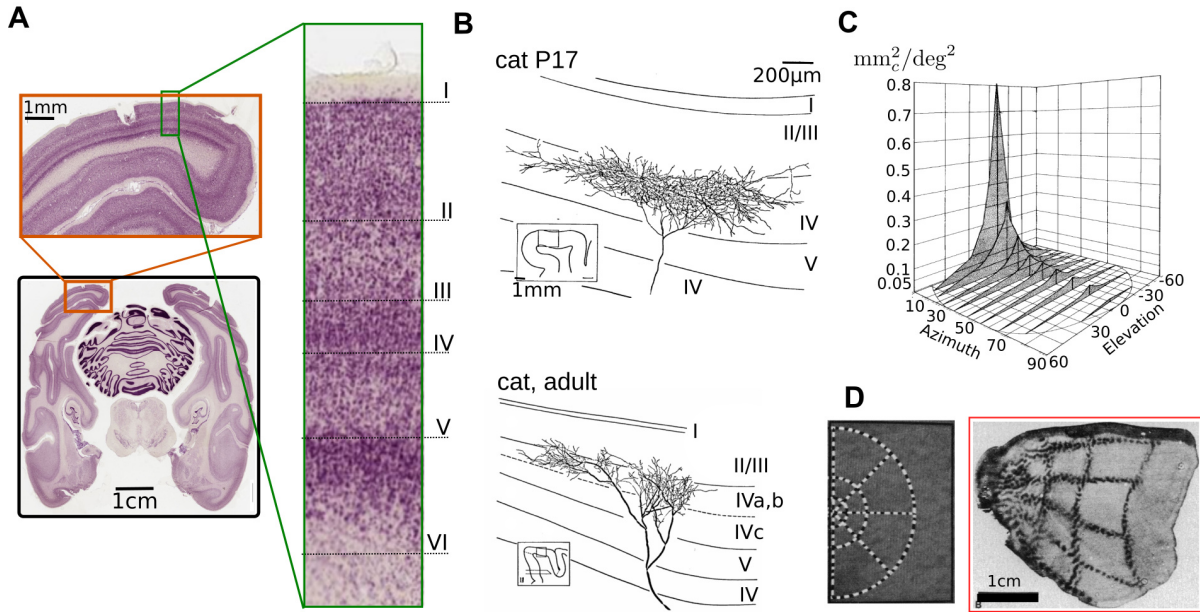 A
1mm
1cm
I
II
III
IV
V
VI
B
cat P17
200μm
I
II/III
IV
V
IV
1mm
cat, adult
I
II/III
IVa,b
IVc
V
IV
C
mm²c/deg²
0.8
0.7
0.6
0.5
0.4
0.3
0.2
0.1
0.05
10
30
50
70
90
Azimuth
60
30
0
-30
-60
Elevation
D
1cm
B